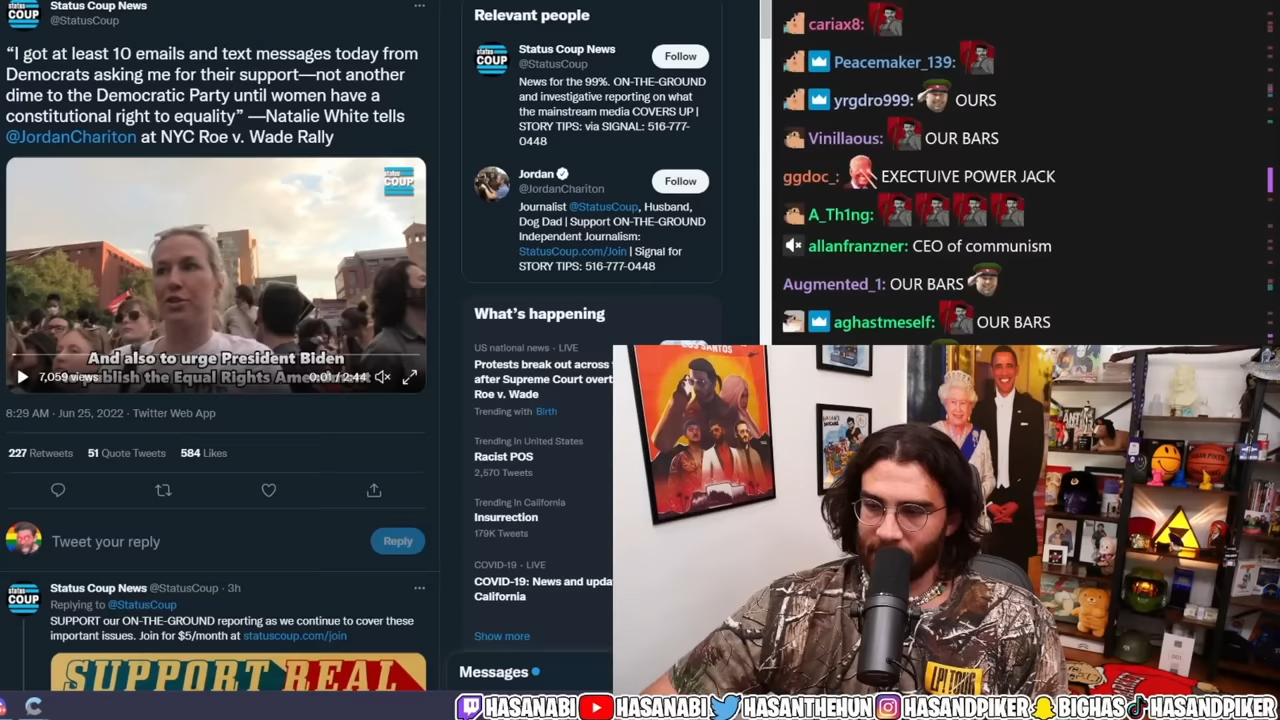 Status Coup News
@StatusCoup
“I got at least 10 emails and text messages today from
Democrats asking me for their support—not another
dime to the Democratic Party until women have a
constitutional right to equality” —Natalie White tells
@JordanChariton at NYC Roe v. Wade Rally
status
COUP
And also to urge President Biden
7,059 views
0:01 / 2:44
8:29 AM · Jun 25, 2022 · Twitter Web App
227 Retweets 51 Quote Tweets 584 Likes
Tweet your reply
Reply
Status Coup News @StatusCoup · 3h
Replying to @StatusCoup
SUPPORT our ON-THE-GROUND reporting as we continue to cover these
important issues. Join for $5/month at statuscoup.com/join
SUPPORT REAL
Relevant people
Status Coup News
@StatusCoup
Follow
News for the 99%. ON-THE-GROUND
and investigative reporting on what
the mainstream media COVERS UP |
STORY TIPS: via SIGNAL: 516-777-
0448
Jordan
@JordanChariton
Follow
Journalist @StatusCoup, Husband,
Dog Dad | Support ON-THE-GROUND
Independent Journalism:
StatusCoup.com/Join | Signal for
STORY TIPS: 516-777-0448
What’s happening
US national news · LIVE
Protests break out across
after Supreme Court
Roe v. Wade
Trending with Birth
Trending in United States
Racist POS
2,570 Tweets
Trending in California
Insurrection
179K Tweets
COVID-19 · LIVE
COVID-19: News and
California
Show more
Messages
cariax8:
Peacemaker_139:
yrgdro999: OURS
Vinillaous: OUR BARS
ggdoc_: EXECTUIVE POWER JACK
A_Th1ng:
allanfranzner: CEO of communism
Augmented_1: OUR BARS
aghastmeself: OUR BARS
LOS SANTOS
HASANABI HASANABI HASANTHEHUN HASANDPIKER BIGHAS HASANDPIKER